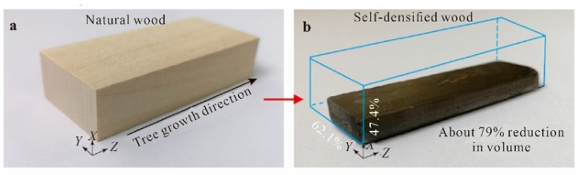 a
Natural wood
Tree growth direction
X
Y
Z
b
Self-densified wood
62.1%
47.4%
About 79% reduction
in volume
X
Y
Z